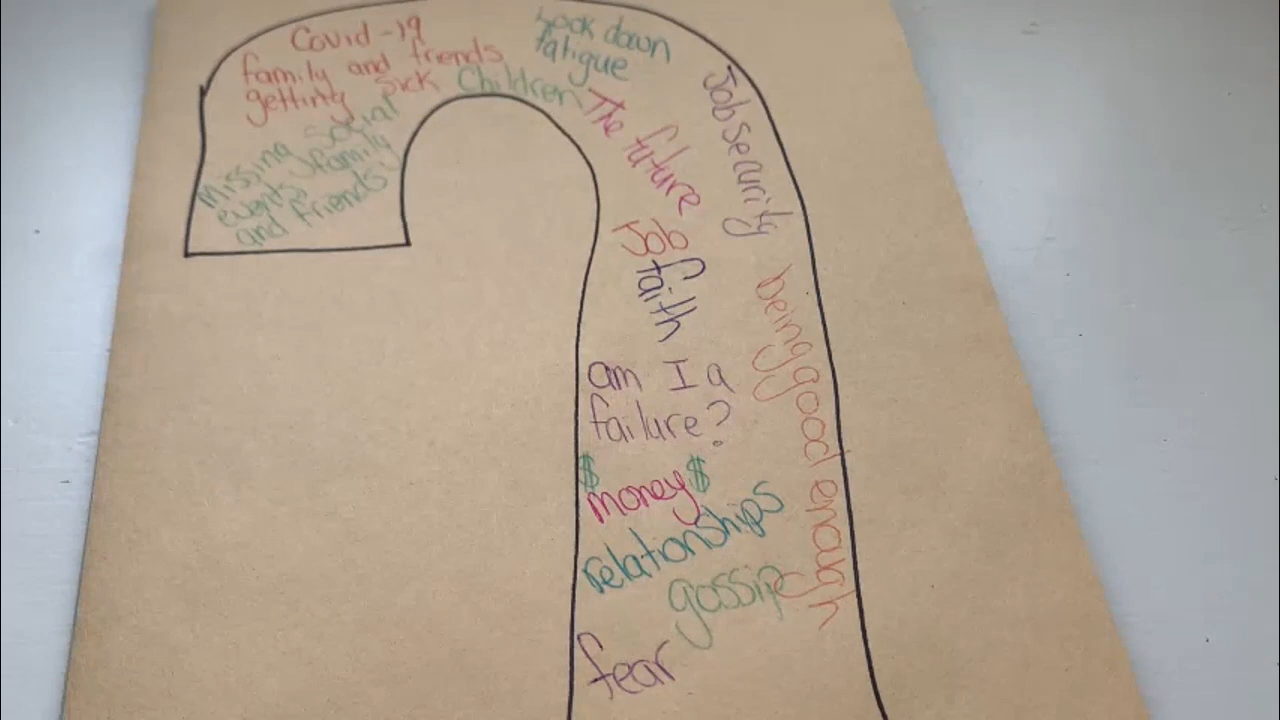 Covid-19
family and friends
getting sick
Missing social
events family
and friends
Children
Lock down
fatigue
The future
Job security
Job
faith
being good enough
am I a
failure?
$ money $
relationships
gossip
fear